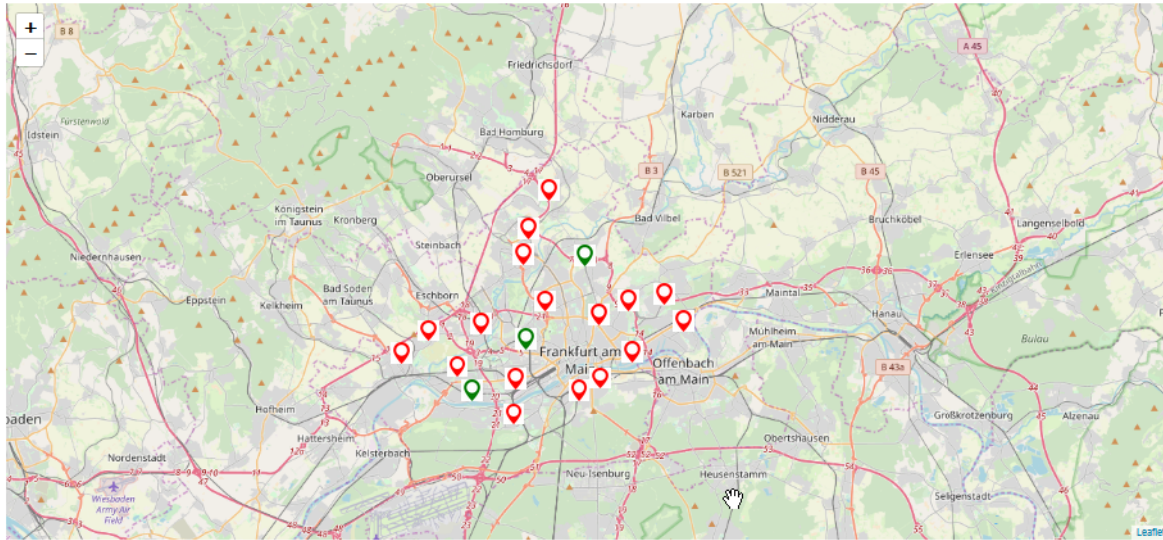 +
−
B 8
A 45
Friedrichsdorf
Fürstenwald
Idstein
Karben
Nidderau
Bad Homburg
Oberursel
B 3
B 521
B 45
Königstein
im Taunus
Kronberg
Bad Vilbel
Bruchköbel
Langenselbold
Steinbach
Niedernhausen
Erlensee
Kinzigtalbahn
Eppstein
Kelkheim
Bad Soden
am Taunus
Eschborn
Maintal
Hanau
Mühlheim
am-Main
Bulau
Frankfurt am
Main
Offenbach
am Main
B 43a
baden
Hofheim
Großkrotzenburg
Alzenau
Hattersheim
Kelsterbach
Obertshausen
Nordenstadt
Neu-Isenburg
Heusenstamm
Wiesbaden
Army Air
Field
Seligenstadt
Leafle